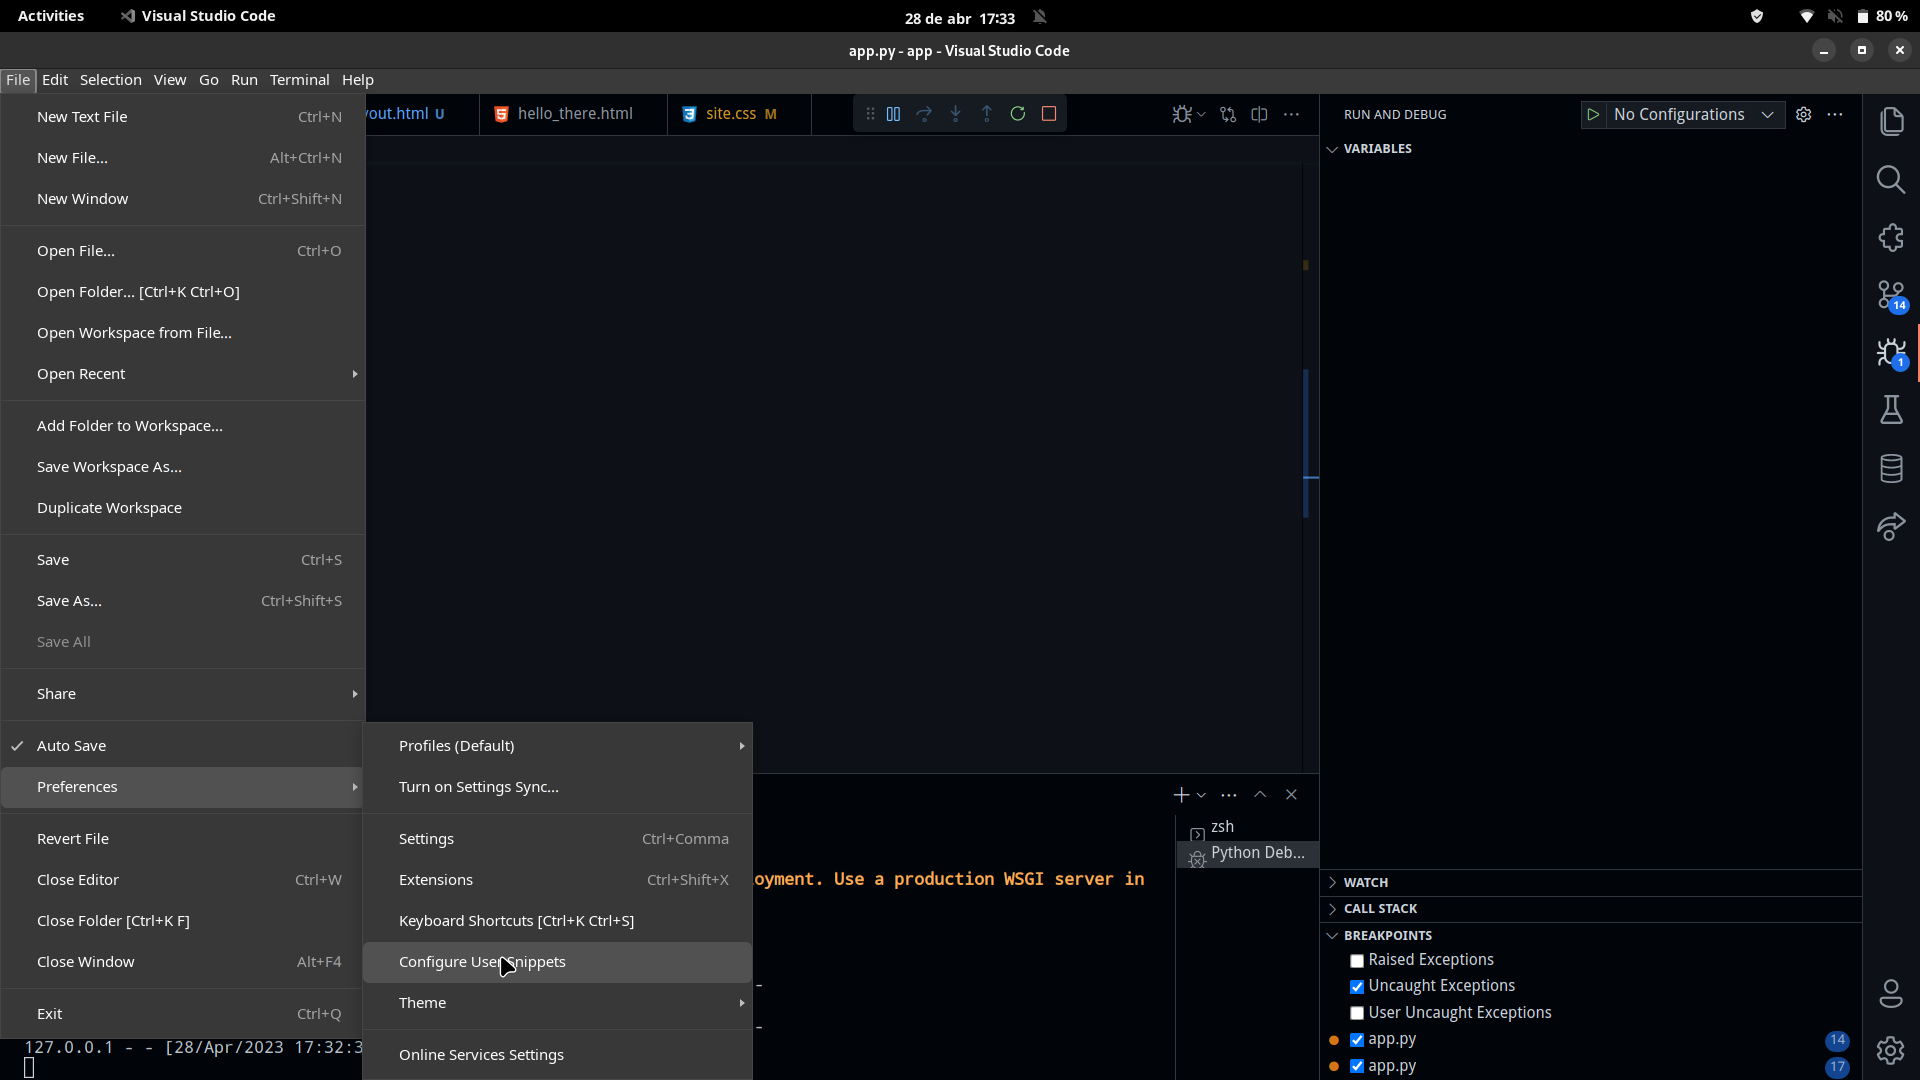 Activities
Visual Studio Code
28 de abr 17:33
80 %
app.py - app - Visual Studio Code
File Edit Selection View Go Run Terminal Help
New Text File Ctrl+N
New File... Alt+Ctrl+N
New Window Ctrl+Shift+N
Open File... Ctrl+O
Open Folder... [Ctrl+K Ctrl+O]
Open Workspace from File...
Open Recent
Add Folder to Workspace...
Save Workspace As...
Duplicate Workspace
Save Ctrl+S
Save As... Ctrl+Shift+S
Save All
Share
Auto Save
Preferences
Revert File
Close Editor Ctrl+W
Close Folder [Ctrl+K F]
Close Window Alt+F4
Exit Ctrl+Q
Profiles (Default)
Turn on Settings Sync...
Settings Ctrl+Comma
Extensions Ctrl+Shift+X
Keyboard Shortcuts [Ctrl+K Ctrl+S]
Configure User Snippets
Theme
Online Services Settings
out.html U
hello_there.html
site.css M
oyment. Use a production WSGI server in
-
-
127.0.0.1 - - [28/Apr/2023 17:32:3
zsh
Python Deb...
RUN AND DEBUG
No Configurations
VARIABLES
WATCH
CALL STACK
BREAKPOINTS
Raised Exceptions
Uncaught Exceptions
User Uncaught Exceptions
app.py 14
app.py 17
14
1